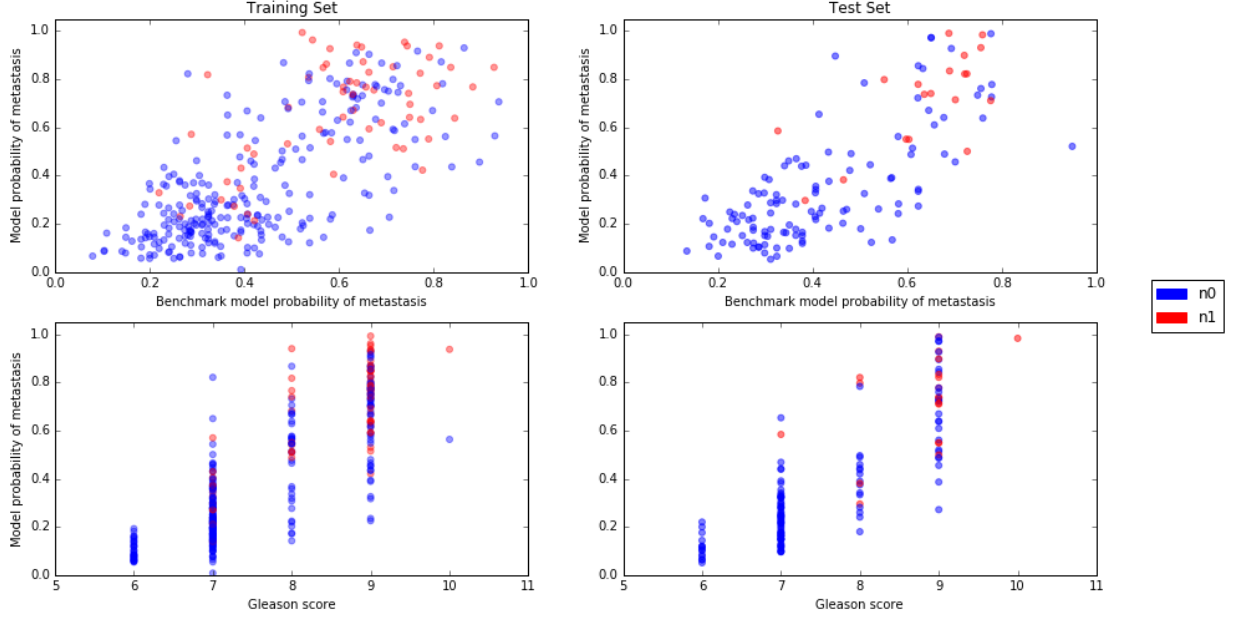 Training Set
Test Set
Model probability of metastasis
1.0
0.8
0.6
0.4
0.2
0.0
0.0 0.2 0.4 0.6 0.8 1.0
Benchmark model probability of metastasis
Model probability of metastasis
1.0
0.8
0.6
0.4
0.2
0.0
0.0 0.2 0.4 0.6 0.8 1.0
Benchmark model probability of metastasis
n0
n1
Model probability of metastasis
1.0
0.8
0.6
0.4
0.2
0.0
5 6 7 8 9 10 11
Gleason score
Model probability of metastasis
1.0
0.8
0.6
0.4
0.2
0.0
5 6 7 8 9 10 11
Gleason score